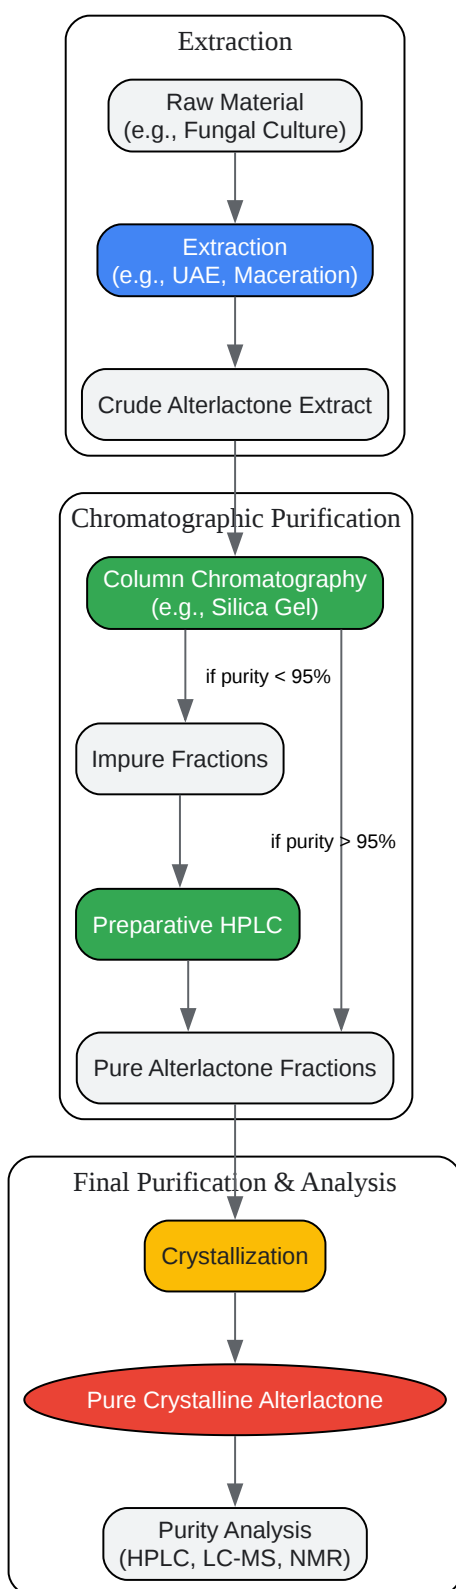 Extraction
Raw Material
(e.g., Fungal Culture)
Extraction
(e.g., UAE, Maceration)
Crude Alterlactone Extract
Chromatographic Purification
Column Chromatography
(e.g., Silica Gel)
if purity < 95%
Impure Fractions
if purity > 95%
Preparative HPLC
Pure Alterlactone Fractions
Final Purification & Analysis
Crystallization
Pure Crystalline Alterlactone
Purity Analysis
(HPLC, LC-MS, NMR)